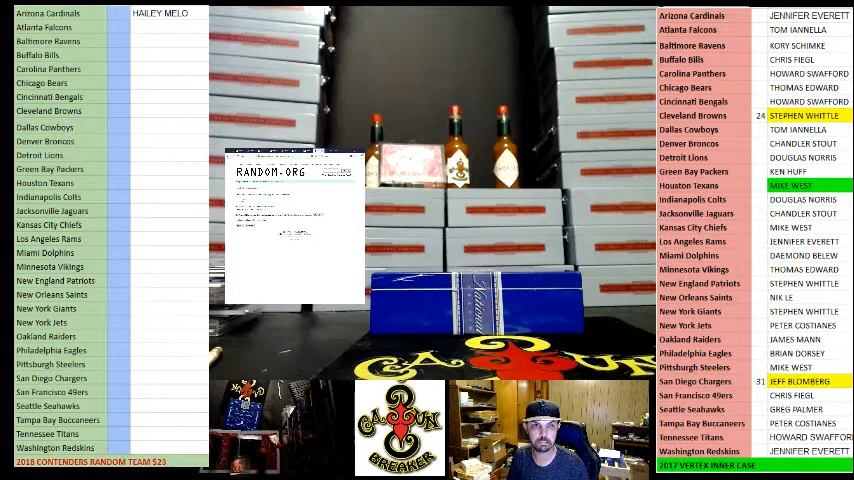 Arizona Cardinals HAILEY MELO
Atlanta Falcons
Baltimore Ravens
Buffalo Bills
Carolina Panthers
Chicago Bears
Cincinnati Bengals
Cleveland Browns
Dallas Cowboys
Denver Broncos
Detroit Lions
Green Bay Packers
Houston Texans
Indianapolis Colts
Jacksonville Jaguars
Kansas City Chiefs
Los Angeles Rams
Miami Dolphins
Minnesota Vikings
New England Patriots
New Orleans Saints
New York Giants
New York Jets
Oakland Raiders
Philadelphia Eagles
Pittsburgh Steelers
San Diego Chargers
San Francisco 49ers
Seattle Seahawks
Tampa Bay Buccaneers
Tennessee Titans
Washington Redskins
2018 CONTENDERS RANDOM TEAM $23
RANDOM.ORG
National
CAJUN
CAJUN
BREAKER
Arizona Cardinals JENNIFER EVERETT
Atlanta Falcons TOM IANNELLA
Baltimore Ravens KORY SCHIMKE
Buffalo Bills CHRIS FIEGL
Carolina Panthers HOWARD SWAFFORD
Chicago Bears THOMAS EDWARD
Cincinnati Bengals HOWARD SWAFFORD
Cleveland Browns 24 STEPHEN WHITTLE
Dallas Cowboys TOM IANNELLA
Denver Broncos CHANDLER STOUT
Detroit Lions DOUGLAS NORRIS
Green Bay Packers KEN HUFF
Houston Texans MIKE WEST
Indianapolis Colts DOUGLAS NORRIS
Jacksonville Jaguars CHANDLER STOUT
Kansas City Chiefs MIKE WEST
Los Angeles Rams JENNIFER EVERETT
Miami Dolphins DAEMOND BELEW
Minnesota Vikings THOMAS EDWARD
New England Patriots STEPHEN WHITTLE
New Orleans Saints NIK LE
New York Giants STEPHEN WHITTLE
New York Jets PETER COSTIANES
Oakland Raiders JAMES MANN
Philadelphia Eagles BRIAN DORSEY
Pittsburgh Steelers MIKE WEST
San Diego Chargers 31 JEFF BLOMBERG
San Francisco 49ers CHRIS FIEGL
Seattle Seahawks GREG PALMER
Tampa Bay Buccaneers PETER COSTIANES
Tennessee Titans HOWARD SWAFFOR
Washington Redskins JENNIFER EVERETT
2017 VERTEX INNER CASE